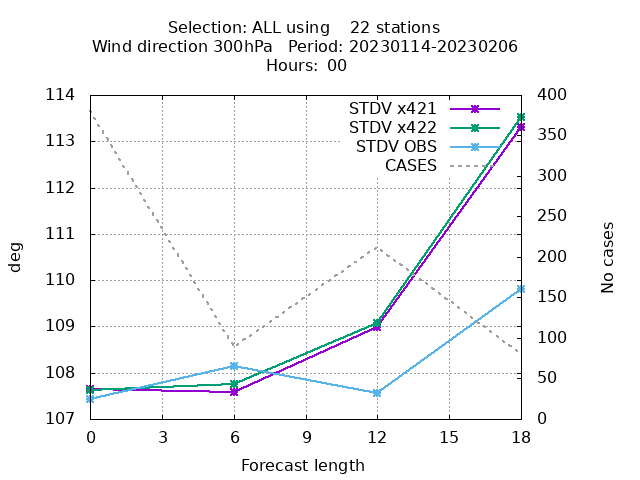 Selection: ALL using 22 stations
Wind direction 300hPa Period: 20230114-20230206
Hours: 00
STDV x421
STDV x422
STDV OBS
CASES
deg
114
113
112
111
110
109
108
107
400
350
300
250
200
150
100
50
0
No cases
0 3 6 9 12 15 18
Forecast length